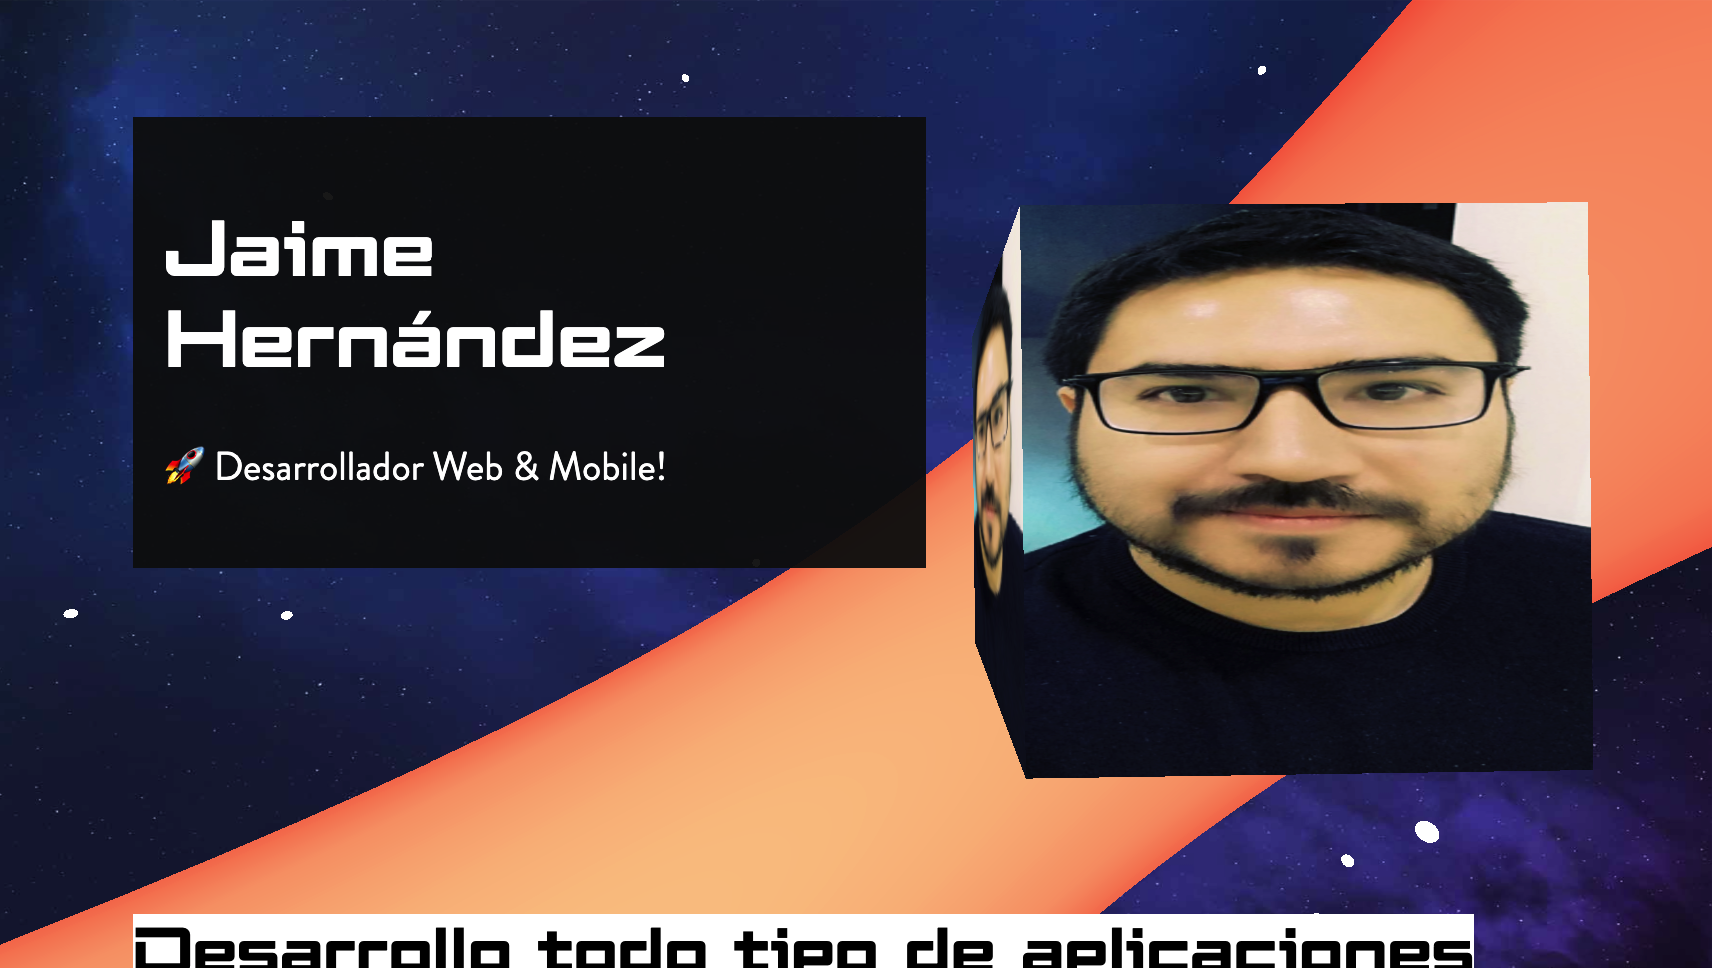 Jaime
Hernández
🚀 Desarrollador Web & Mobile!
Desarrollo todo tipo de aplicaciones